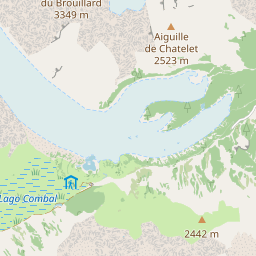 du Brouillard
3349 m
Aiguille
de Chatelet
2523 m
Lago Combal
2442 m